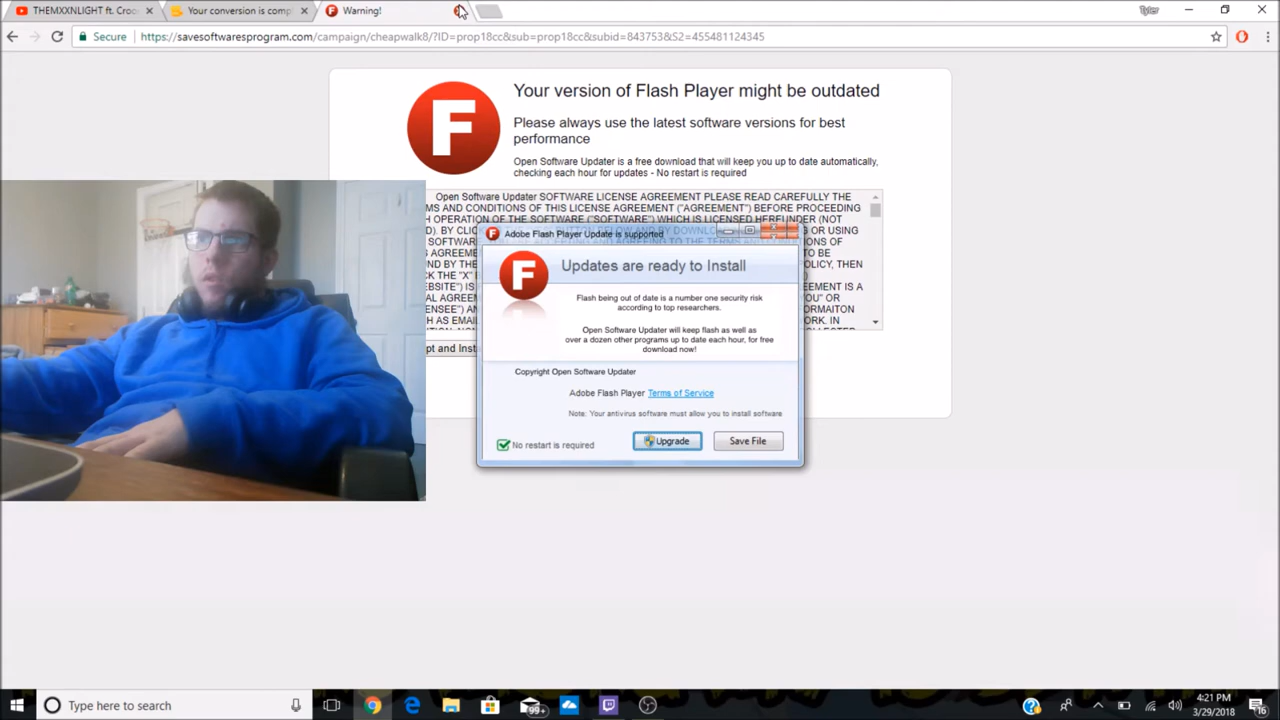 THEMXXNLIGHT ft. Croo
Your conversion is comp
Warning!
Tyler
Secure
https://savesoftwaresprogram.com/campaign/cheapwalk8/?ID=prop18cc&sub=prop18cc&subid=843753&S2=455481124345
F
Your version of Flash Player might be outdated
Please always use the latest software versions for best
performance
Open Software Updater is a free download that will keep you up to date automatically,
checking each hour for updates - No restart is required
Open Software Updater SOFTWARE LICENSE AGREEMENT PLEASE READ CAREFULLY THE
MS AND CONDITIONS OF THIS LICENSE AGREEMENT ("AGREEMENT") BEFORE PROCEEDING
H OPERATION OF THE SOFTWARE ("SOFTWARE") WHICH IS LICENSED HEREUNDER (NOT
Adobe Flash Player Update is supported
F
Updates are ready to Install
Flash being out of date is a number one security risk
according to top researchers.
Open Software Updater will keep flash as well as
over a dozen other programs up to date each hour, for free
download now!
pt and Inst
Copyright Open Software Updater
Adobe Flash Player Terms of Service
Note: Your antivirus software must allow you to install software
No restart is required
Upgrade
Save File
Type here to search
99+
4:21 PM
3/29/2018
16